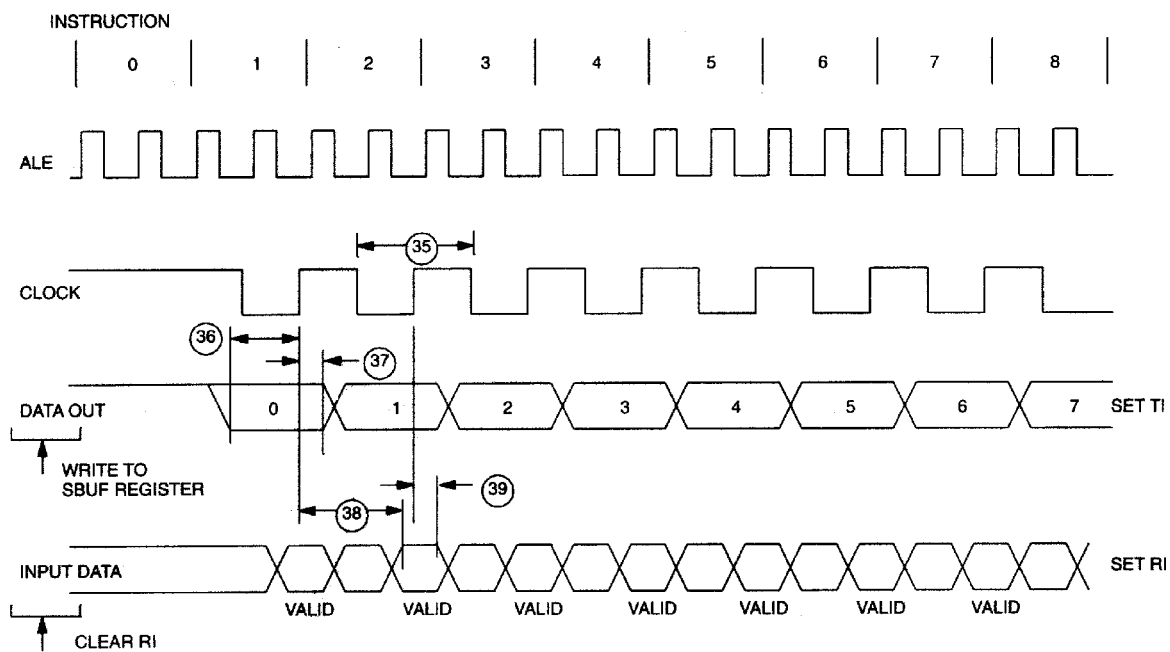 INSTRUCTION
0 1 2 3 4 5 6 7 8
ALE
35
CLOCK
36
37
DATA OUT 0 1 2 3 4 5 6 7 SET TI
WRITE TO
SBUF REGISTER
39
38
INPUT DATA SET RI
VALID VALID VALID VALID VALID VALID VALID
CLEAR RI